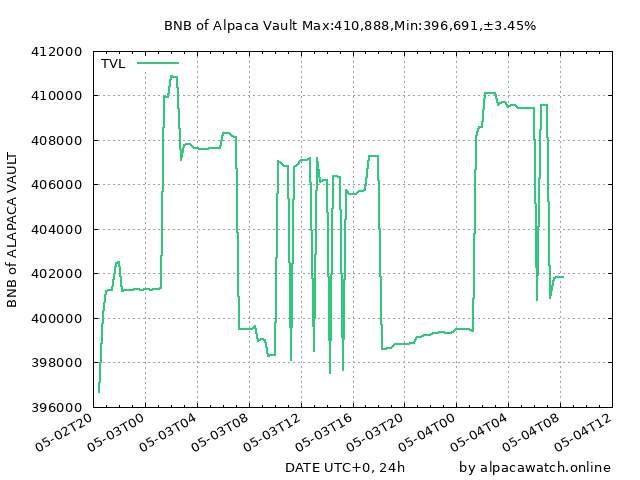 BNB of Alpaca Vault Max:410,888,Min:396,691,±3.45%
412000
TVL
410000
408000
406000
404000
402000
400000
398000
396000
BNB of ALAPACA VAULT
05-02T20 05-03T00 05-03T04 05-03T08 05-03T12 05-03T16 05-03T20 05-04T00 05-04T04 05-04T08 05-04T12
DATE UTC+0, 24h by alpacawatch.online